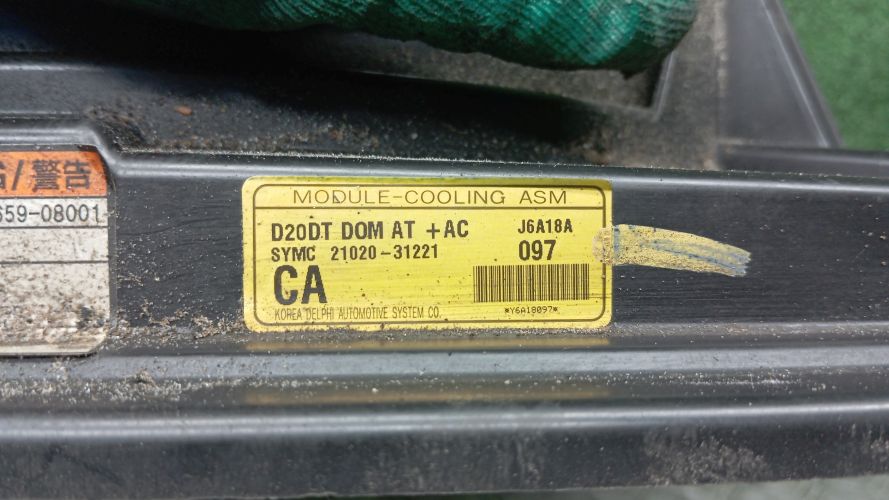 /警告
659-08001
MODULE-COOLING ASM
D20DT DOM AT +AC J6A18A
SYMC 21020-31221 097
CA
KOREA DELPHI AUTOMOTIVE SYSTEM CO.
*Y6A18097*